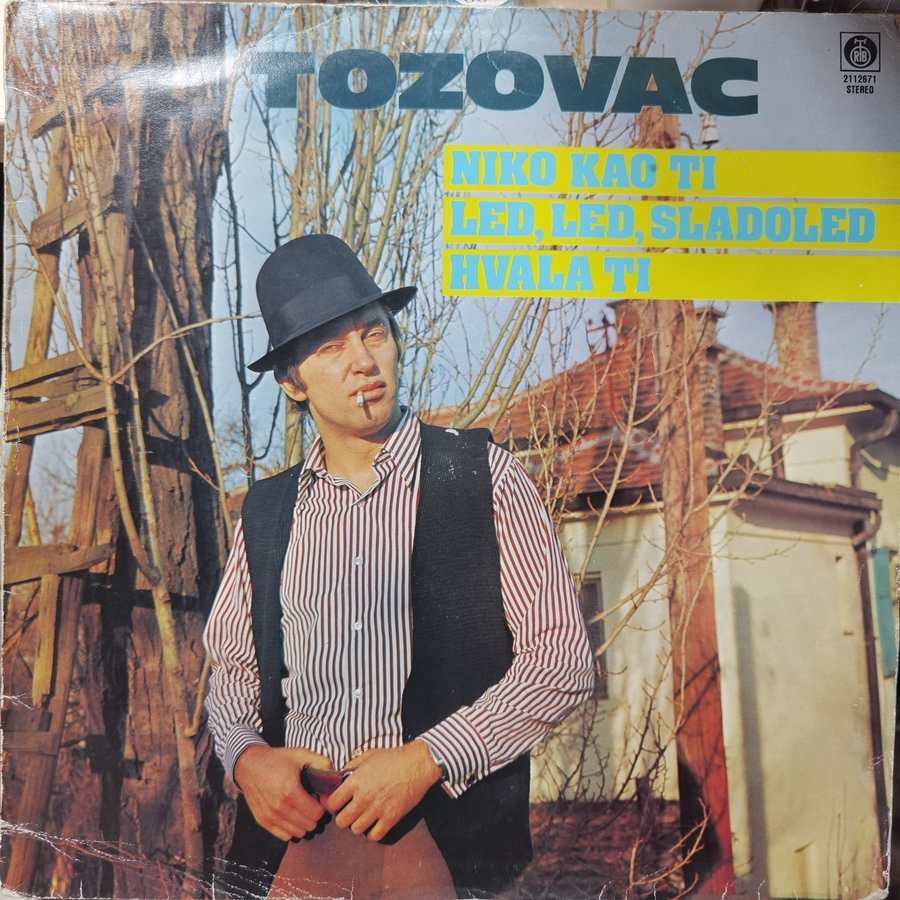 TOZOVAC
RTB
2112671
STEREO
NIKO KAO TI
LED, LED, SLADOLED
HVALA TI